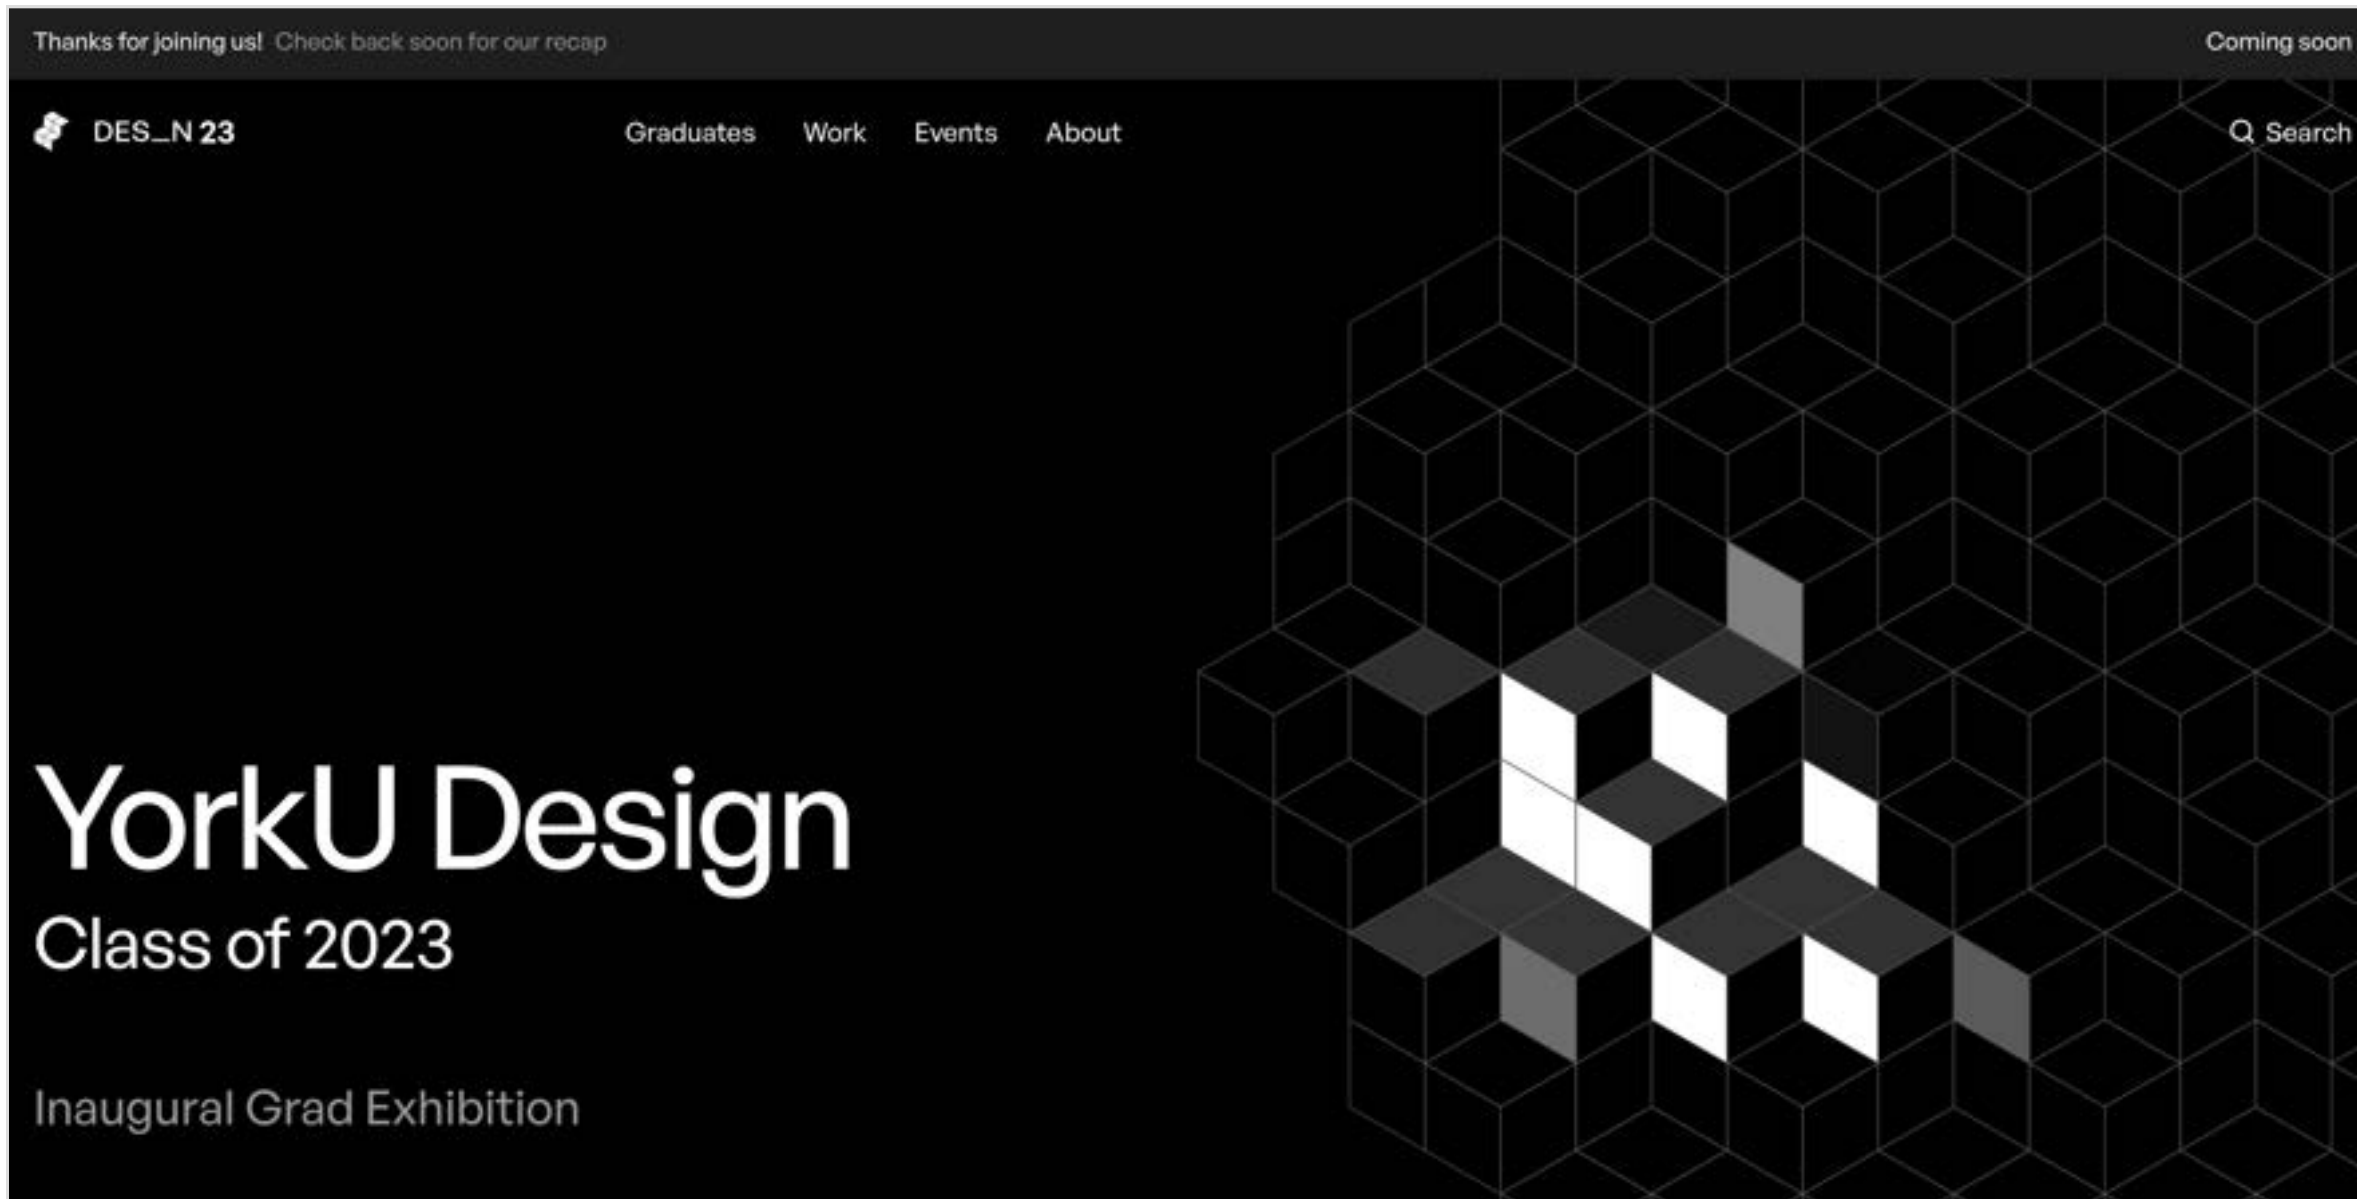 Thanks for joining us! Check back soon for our recap
Coming soon
DES_N 23
Graduates
Work
Events
About
Search
YorkU Design
Class of 2023
Inaugural Grad Exhibition